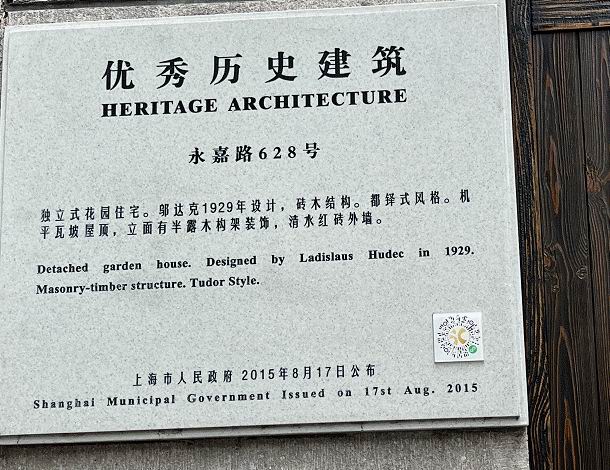 优秀历史建筑
HERITAGE ARCHITECTURE
永嘉路628号
独立式花园住宅。邬达克1929年设计，砖木结构。都铎式风格。机
平瓦坡屋顶，立面有半露木构架装饰，清水红砖外墙。
Detached garden house. Designed by Ladislaus Hudec in 1929.
Masonry-timber structure. Tudor Style.
上海市人民政府 2015年8月17日公布
Shanghai Municipal Government Issued on 17st Aug. 2015